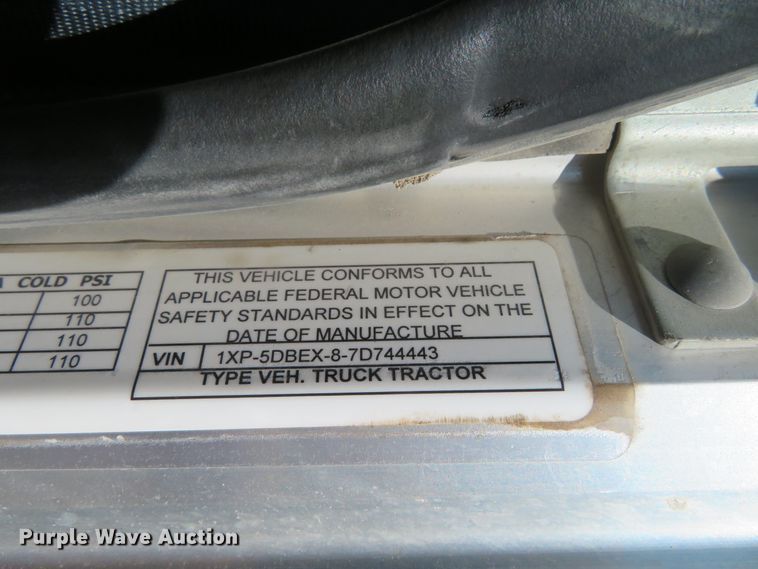 A COLD PSI
100
110
110
110
THIS VEHICLE CONFORMS TO ALL
APPLICABLE FEDERAL MOTOR VEHICLE
SAFETY STANDARDS IN EFFECT ON THE
DATE OF MANUFACTURE
VIN 1XP-5DBEX-8-7D744443
TYPE VEH. TRUCK TRACTOR
Purple Wave Auction